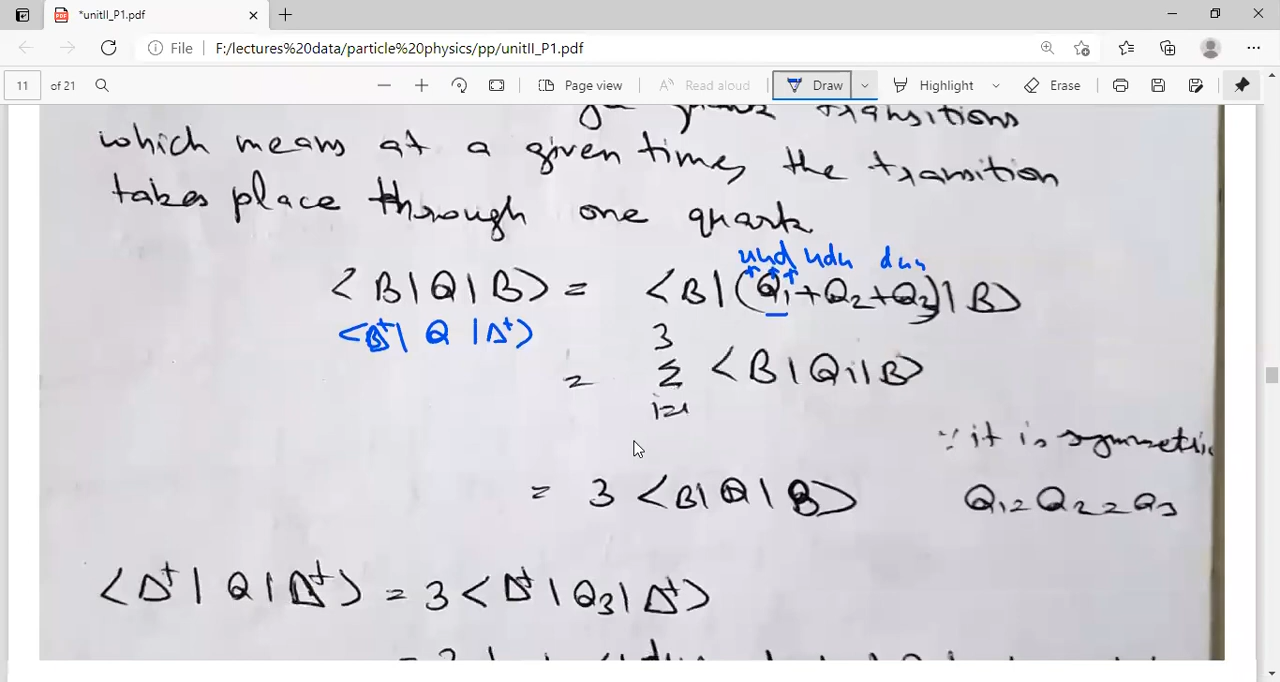 *unitII_P1.pdf
File F:/lectures%20data/particle%20physics/pp/unitII_P1.pdf
11 of 21 Page view Read aloud Draw Highlight Erase
transitions
which means at a given times, the transition
takes place through one quark
uud udu duu
< B | Q | B > = < B | (Q₁ + Q₂ + Q₃) | B >
< Δ⁺ | Q | Δ⁺ >
= 3 Σ i=1 < B | Qi | B >
∵ it is symmetric
= 3 < B | Q | B > Q₁ = Q₂ = Q₃
< Δ⁺ | Q | Δ⁺ > = 3 < Δ⁺ | Q₃ | Δ⁺ >